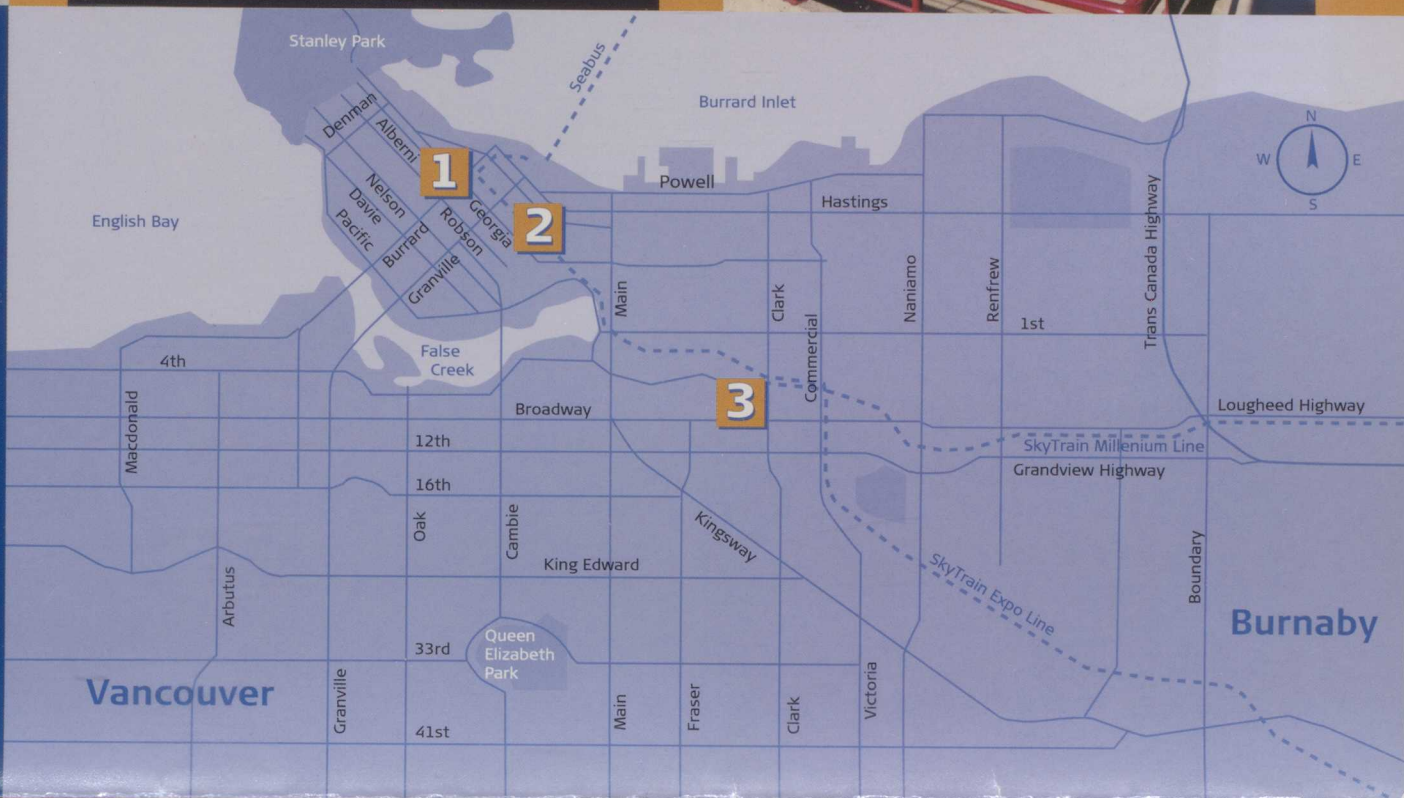 Stanley Park
Seabus
Burrard Inlet
N
W
E
S
Denman
Alberni
1
Powell
Nelson
Georgia
2
Hastings
English Bay
Davie
Robson
Pacific
Burrard
Granville
Main
Clark
Naniamo
Renfrew
Trans Canada Highway
1st
Commercial
False
Creek
4th
3
Macdonald
Broadway
Lougheed Highway
12th
SkyTrain Millenium Line
Grandview Highway
16th
Oak
Cambie
Kingsway
King Edward
SkyTrain Expo Line
Boundary
Arbutus
Burnaby
Queen
Elizabeth
Park
33rd
Vancouver
Granville
Main
Fraser
Clark
Victoria
41st